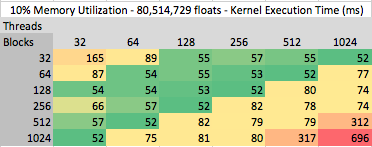 10% Memory Utilization - 80,514,729 floats - Kernel Execution Time (ms)
Threads
Blocks 32 64 128 256 512 1024
32 165 89 55 57 55 52
64 87 54 55 53 52 77
128 54 54 53 52 80 74
256 66 57 52 82 78 74
512 57 52 82 79 79 312
1024 52 75 81 80 317 696